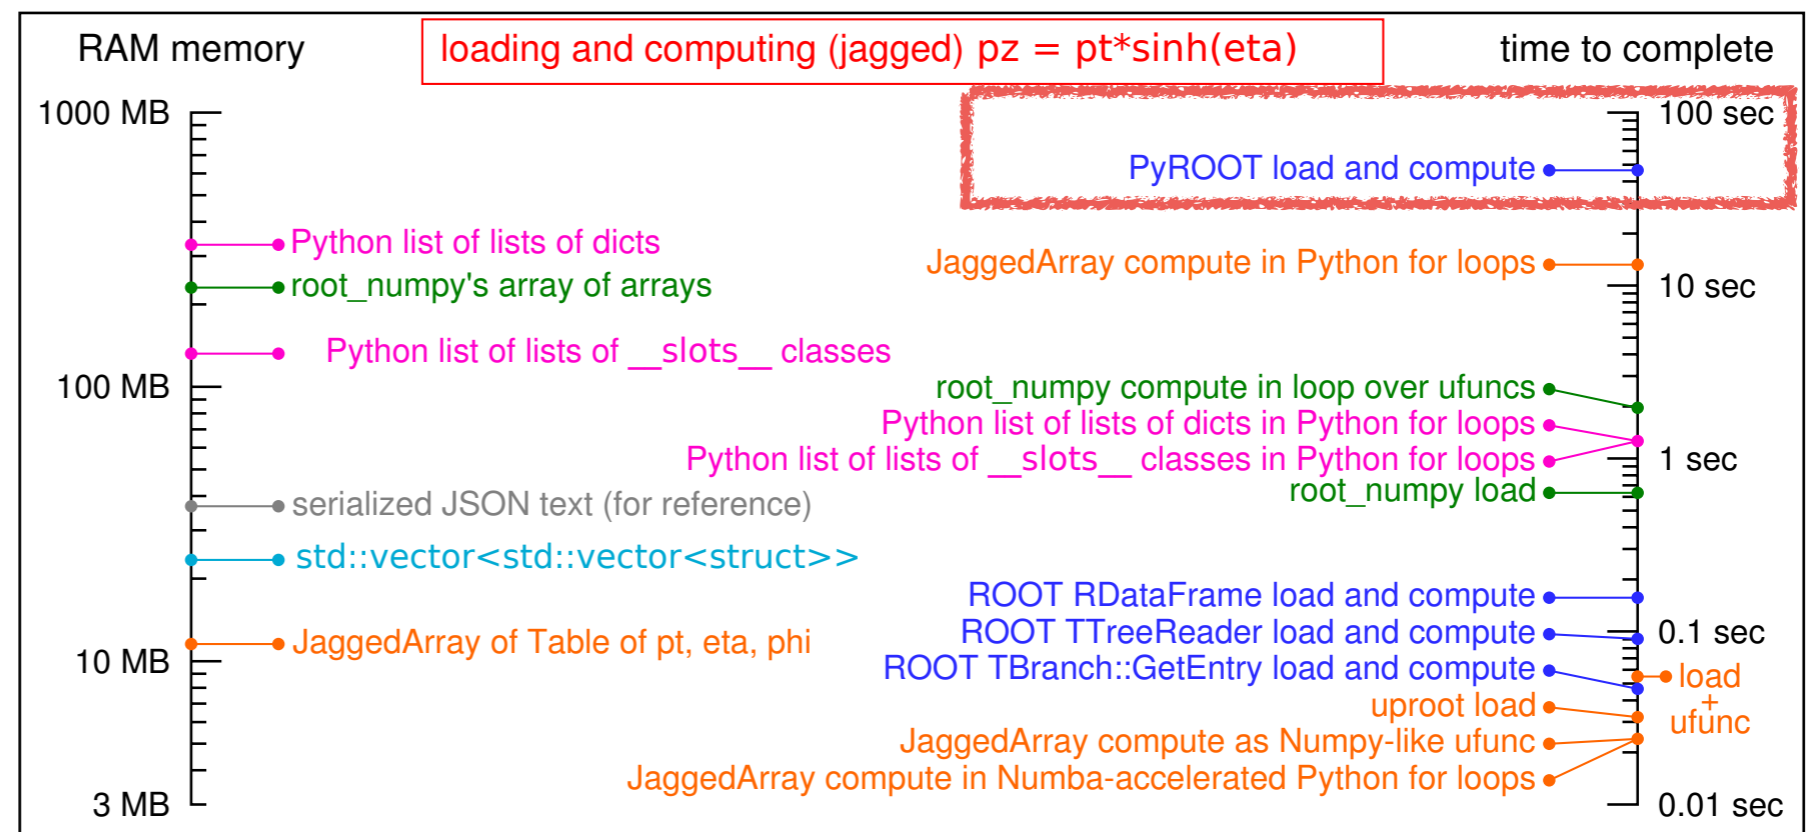 RAM memory
loading and computing (jagged) pz = pt*sinh(eta)
time to complete
1000 MB
100 MB
10 MB
3 MB
Python list of lists of dicts
root_numpy's array of arrays
Python list of lists of __slots__ classes
serialized JSON text (for reference)
std::vector<std::vector<struct>>
JaggedArray of Table of pt, eta, phi
PyROOT load and compute
JaggedArray compute in Python for loops
root_numpy compute in loop over ufuncs
Python list of lists of dicts in Python for loops
Python list of lists of __slots__ classes in Python for loops
root_numpy load
ROOT RDataFrame load and compute
ROOT TTreeReader load and compute
ROOT TBranch::GetEntry load and compute
uproot load
JaggedArray compute as Numpy-like ufunc
JaggedArray compute in Numba-accelerated Python for loops
100 sec
10 sec
1 sec
0.1 sec
load
+
ufunc
0.01 sec